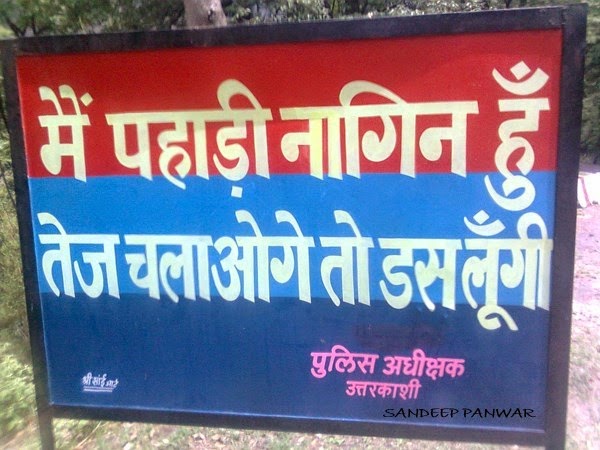 मैं पहाड़ी नागिन हूँ
तेज चलाओगे तो डस लूँगी
पुलिस अधीक्षक
उत्तरकाशी
श्री सांई
SANDEEP PANWAR